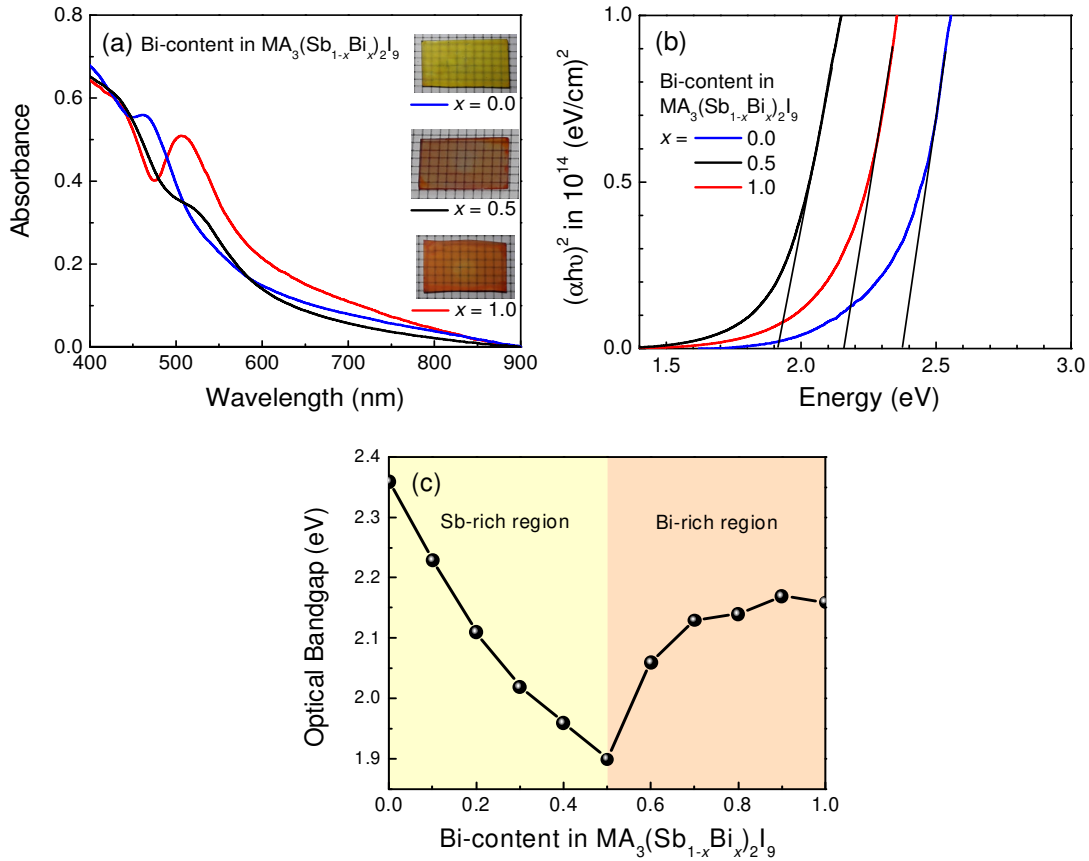 (a) Bi-content in MA3(Sb1-xBix)2I9
x = 0.0
x = 0.5
x = 1.0
0.8
0.6
0.4
0.2
0.0
Absorbance
400 500 600 700 800 900
Wavelength (nm)
(b)
Bi-content in
MA3(Sb1-xBix)2I9
x = 0.0
0.5
1.0
1.0
0.5
0.0
(αhυ)2 in 10^14 (eV/cm)2
1.5 2.0 2.5 3.0
Energy (eV)
(c)
Sb-rich region
Bi-rich region
2.4
2.3
2.2
2.1
2.0
1.9
Optical Bandgap (eV)
0.0 0.2 0.4 0.6 0.8 1.0
Bi-content in MA3(Sb1-xBix)2I9